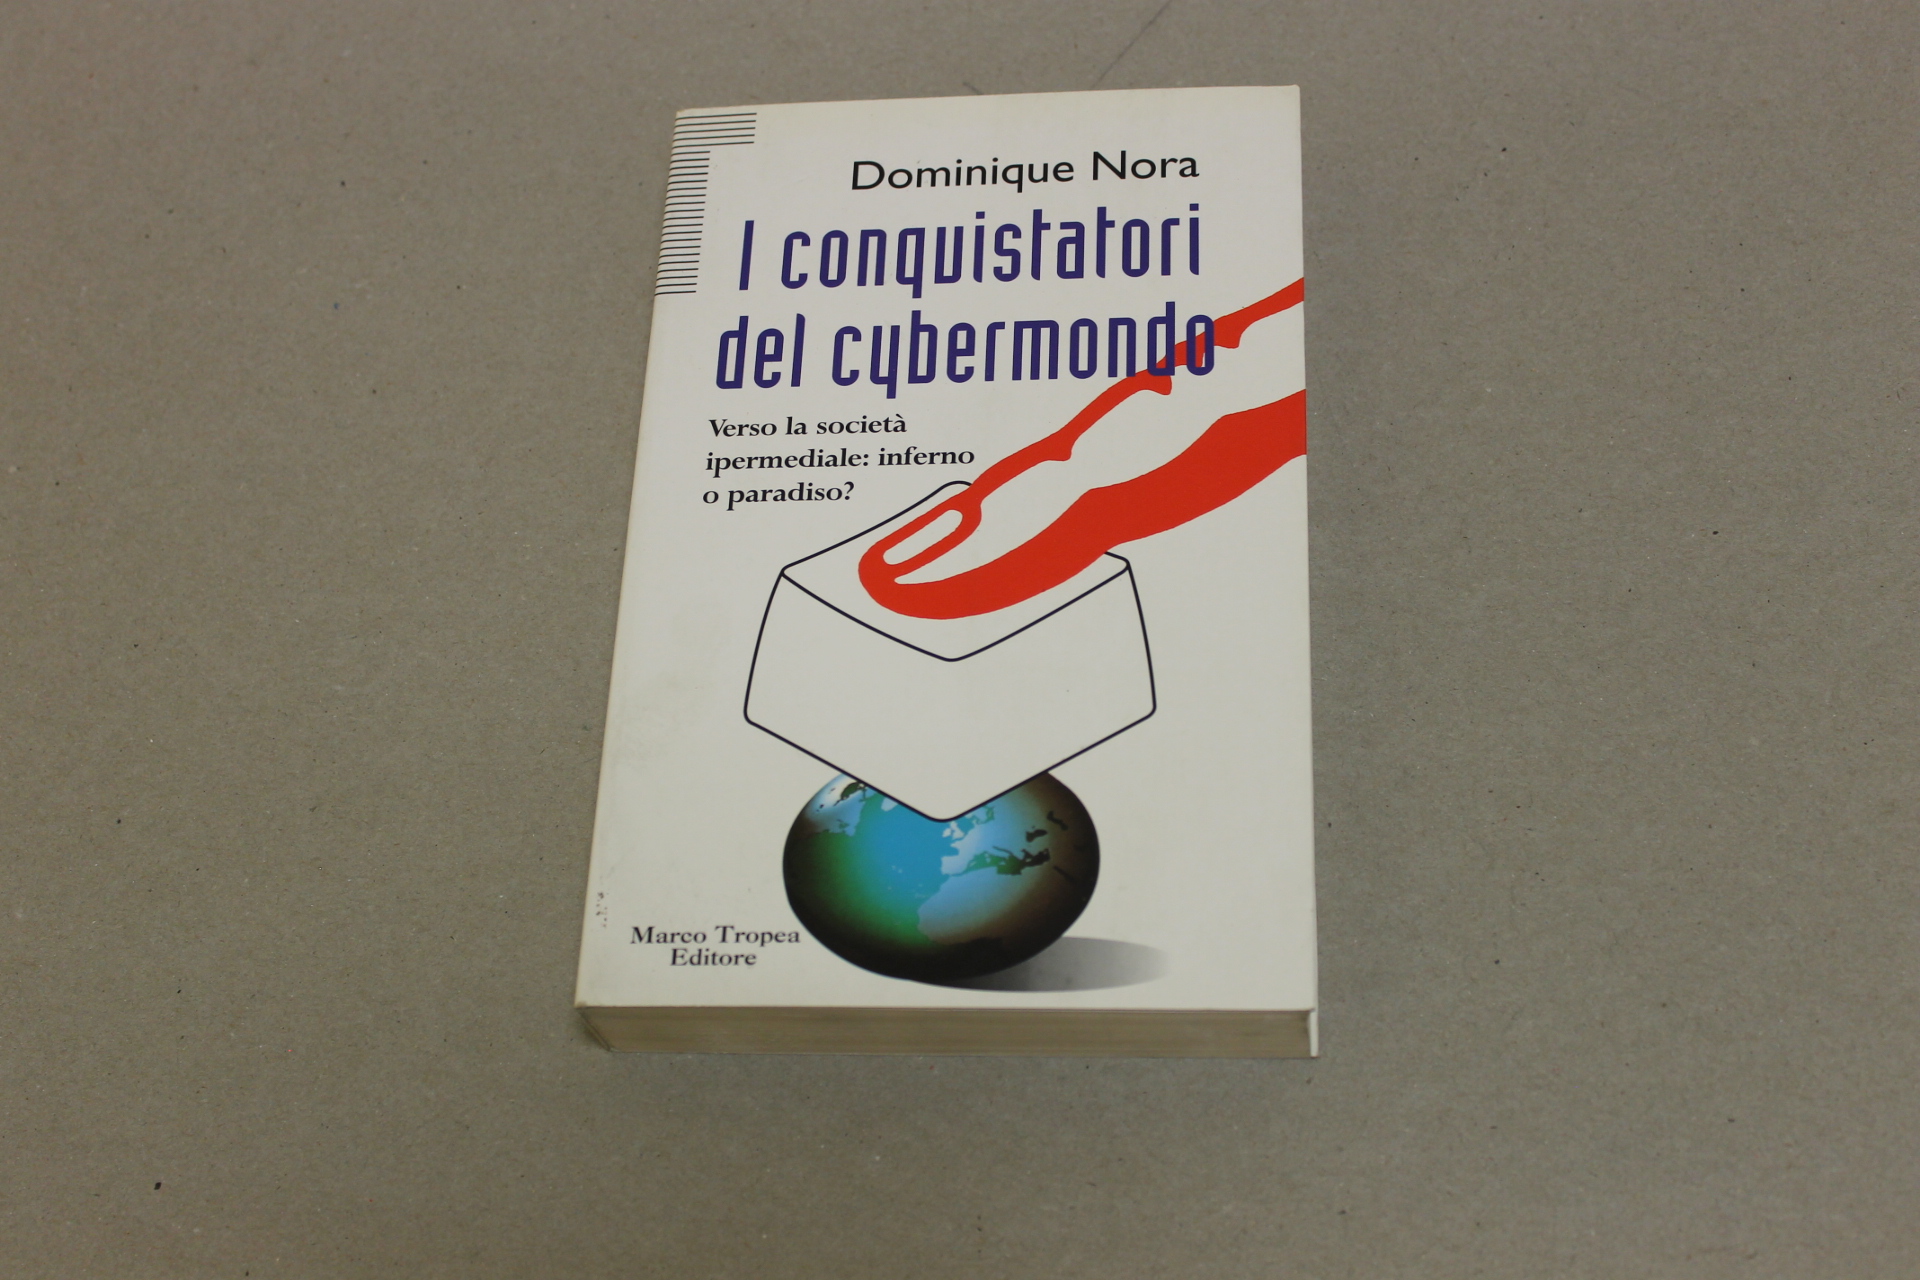 Dominique Nora
I conquistatori
del cybermondo
Verso la società
ipermediale: inferno
o paradiso?
Marco Tropea
Editore